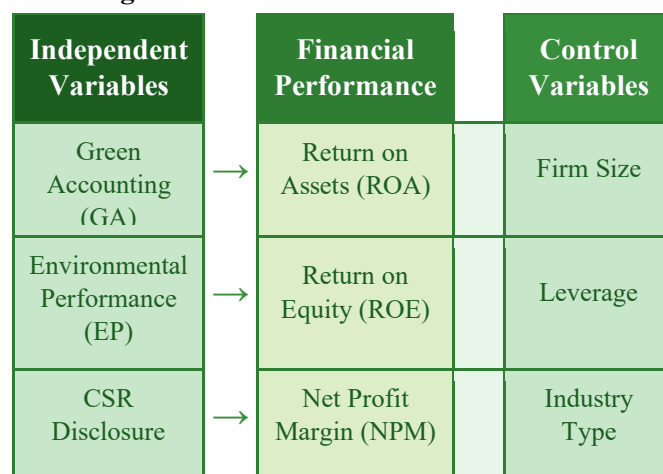 Independent Variables
Financial Performance
Control Variables
Green Accounting (GA)
→
Return on Assets (ROA)
Firm Size
Environmental Performance (EP)
→
Return on Equity (ROE)
Leverage
CSR Disclosure
→
Net Profit Margin (NPM)
Industry Type